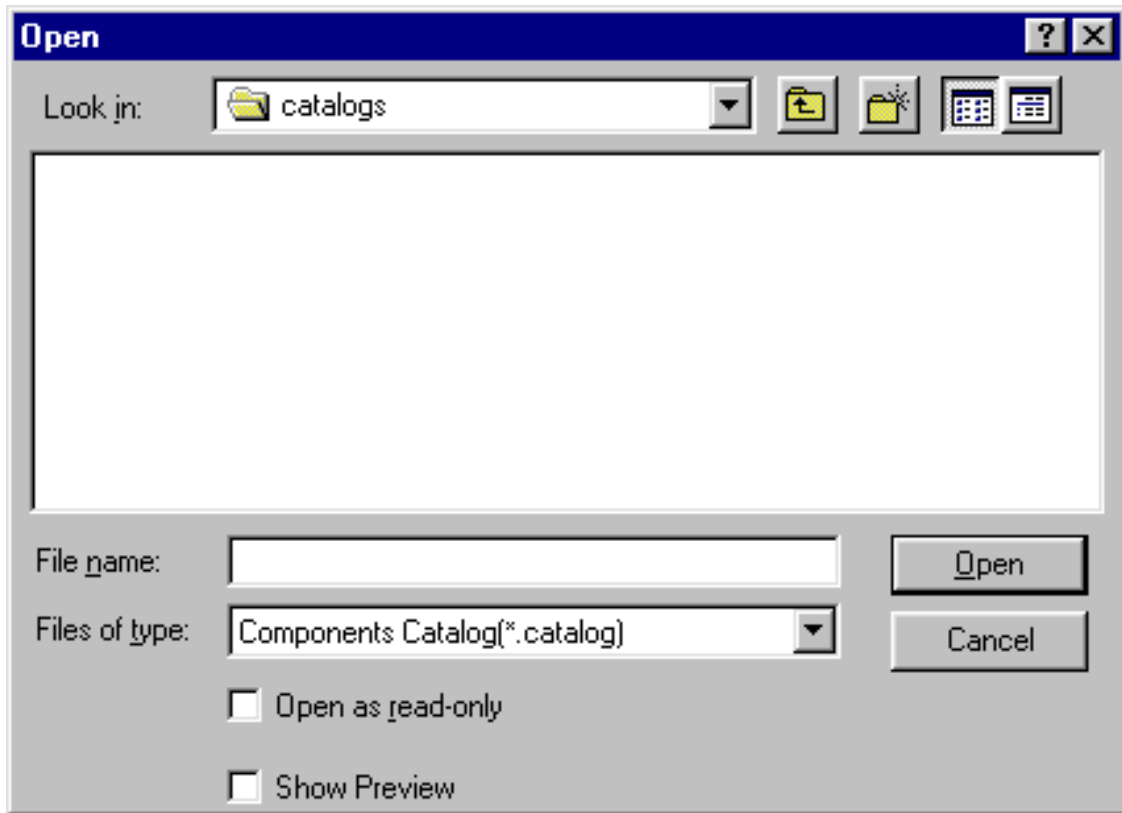 Open
Look in:
catalogs
File name:
Open
Files of type:
Components Catalog(*.catalog)
Cancel
Open as read-only
Show Preview